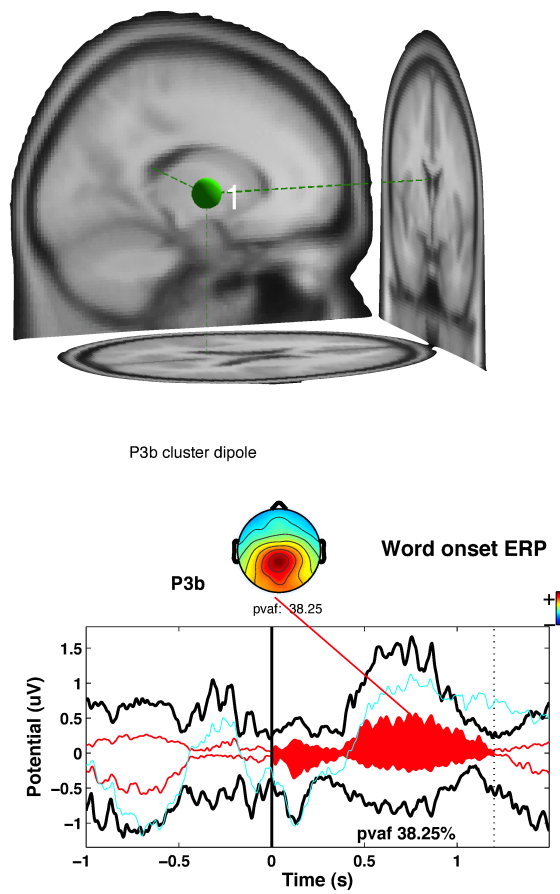 1
P3b cluster dipole
Word onset ERP
P3b
pvaf: 38.25
+
−
1.5
1
0.5
0
−0.5
−1
Potential (uV)
pvaf 38.25%
−1
−0.5
0
0.5
1
Time (s)